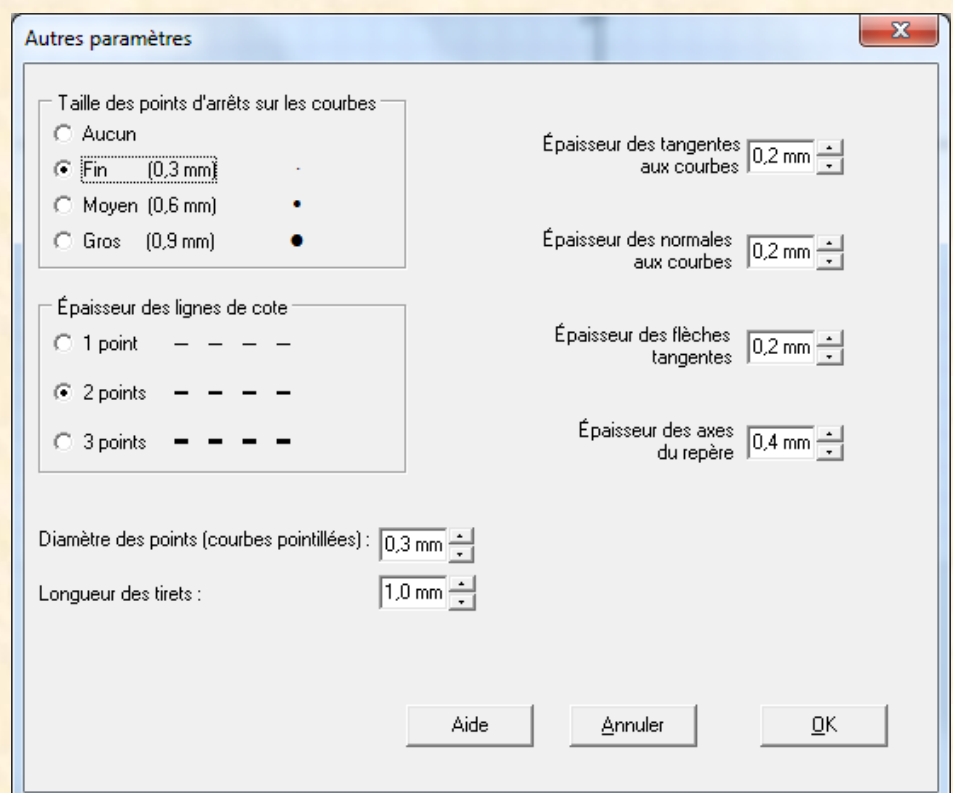 Autres paramètres
Taille des points d'arrêts sur les courbes
Aucun
Fin (0,3 mm)
Moyen (0,6 mm)
Gros (0,9 mm)
Épaisseur des lignes de cote
1 point
2 points
3 points
Épaisseur des tangentes
aux courbes
0,2 mm
Épaisseur des normales
aux courbes
0,2 mm
Épaisseur des flèches
tangentes
0,2 mm
Épaisseur des axes
du repère
0,4 mm
Diamètre des points (courbes pointillées) : 0,3 mm
Longueur des tirets : 1,0 mm
Aide
Annuler
OK